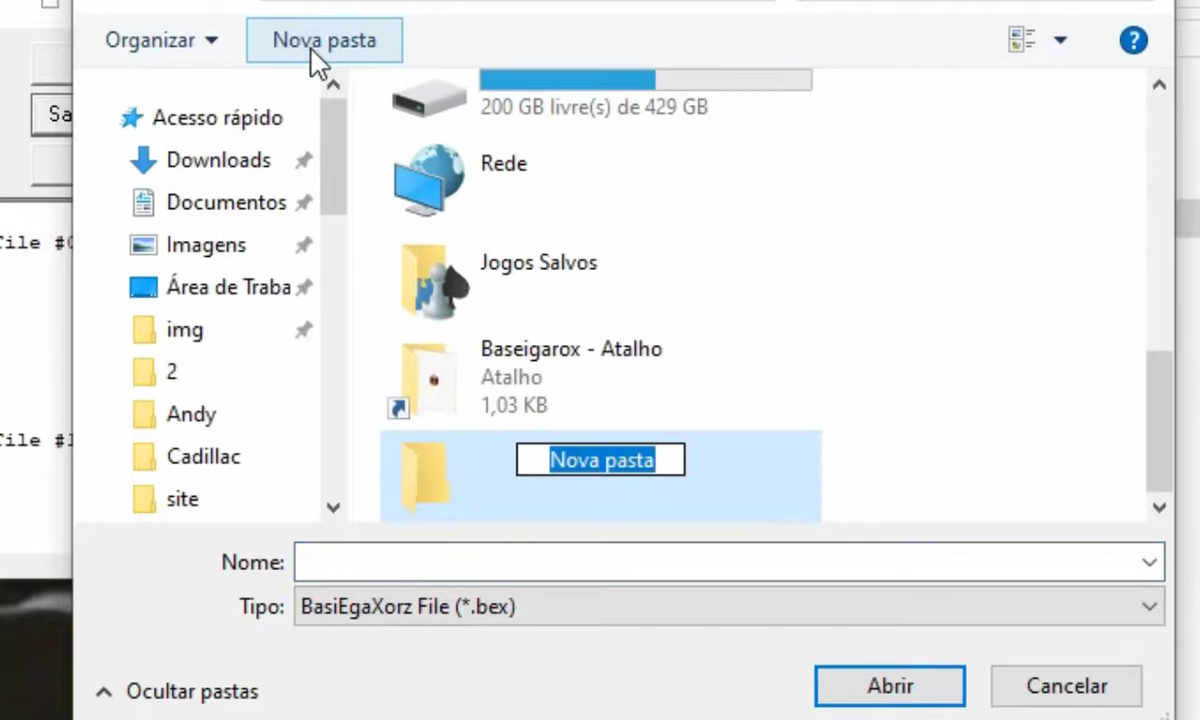 Organizar
Nova pasta
?
Sa
200 GB livre(s) de 429 GB
Acesso rápido
Downloads
Documentos
Imagens
Área de Traba
img
2
Andy
Cadillac
site
Rede
Jogos Salvos
Baseigarox - Atalho
Atalho
1,03 KB
Nova pasta
file #
file #
Nome:
Tipo: BasiEgaXorz File (*.bex)
Ocultar pastas
Abrir
Cancelar